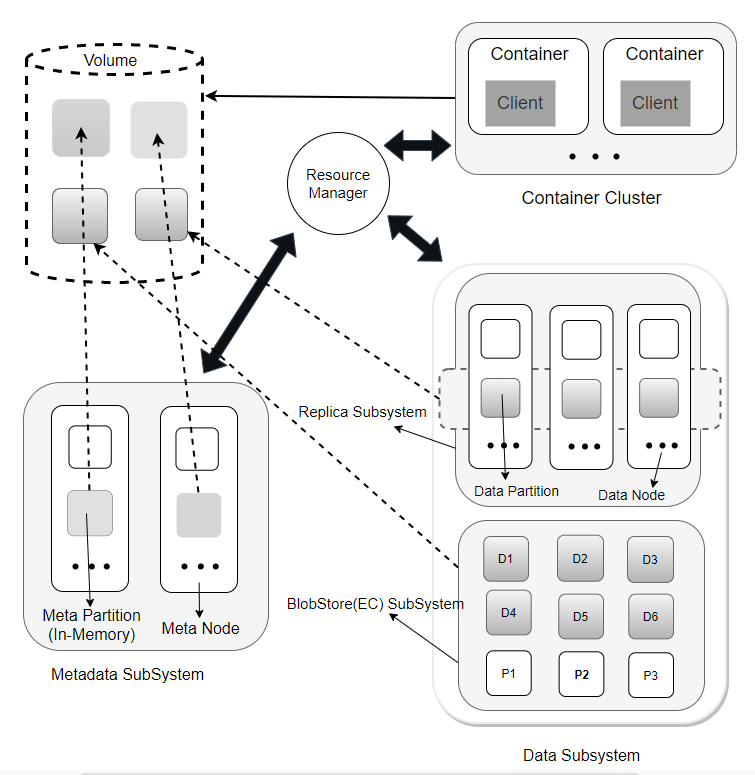 Volume
Container
Container
Client
Client
Resource
Manager
Container Cluster
Replica Subsystem
Data Partition
Data Node
D1
D2
D3
D4
D5
D6
BlobStore(EC) SubSystem
P1
P2
P3
Meta Partition
(In-Memory)
Meta Node
Metadata SubSystem
Data Subsystem